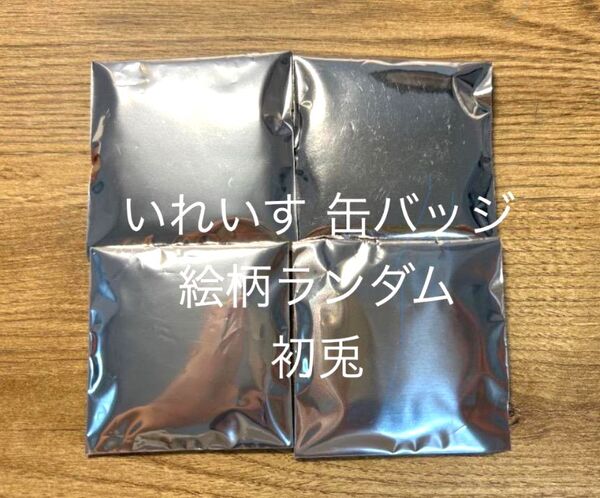 いれいす 缶バッジ
絵柄ランダム
初兎